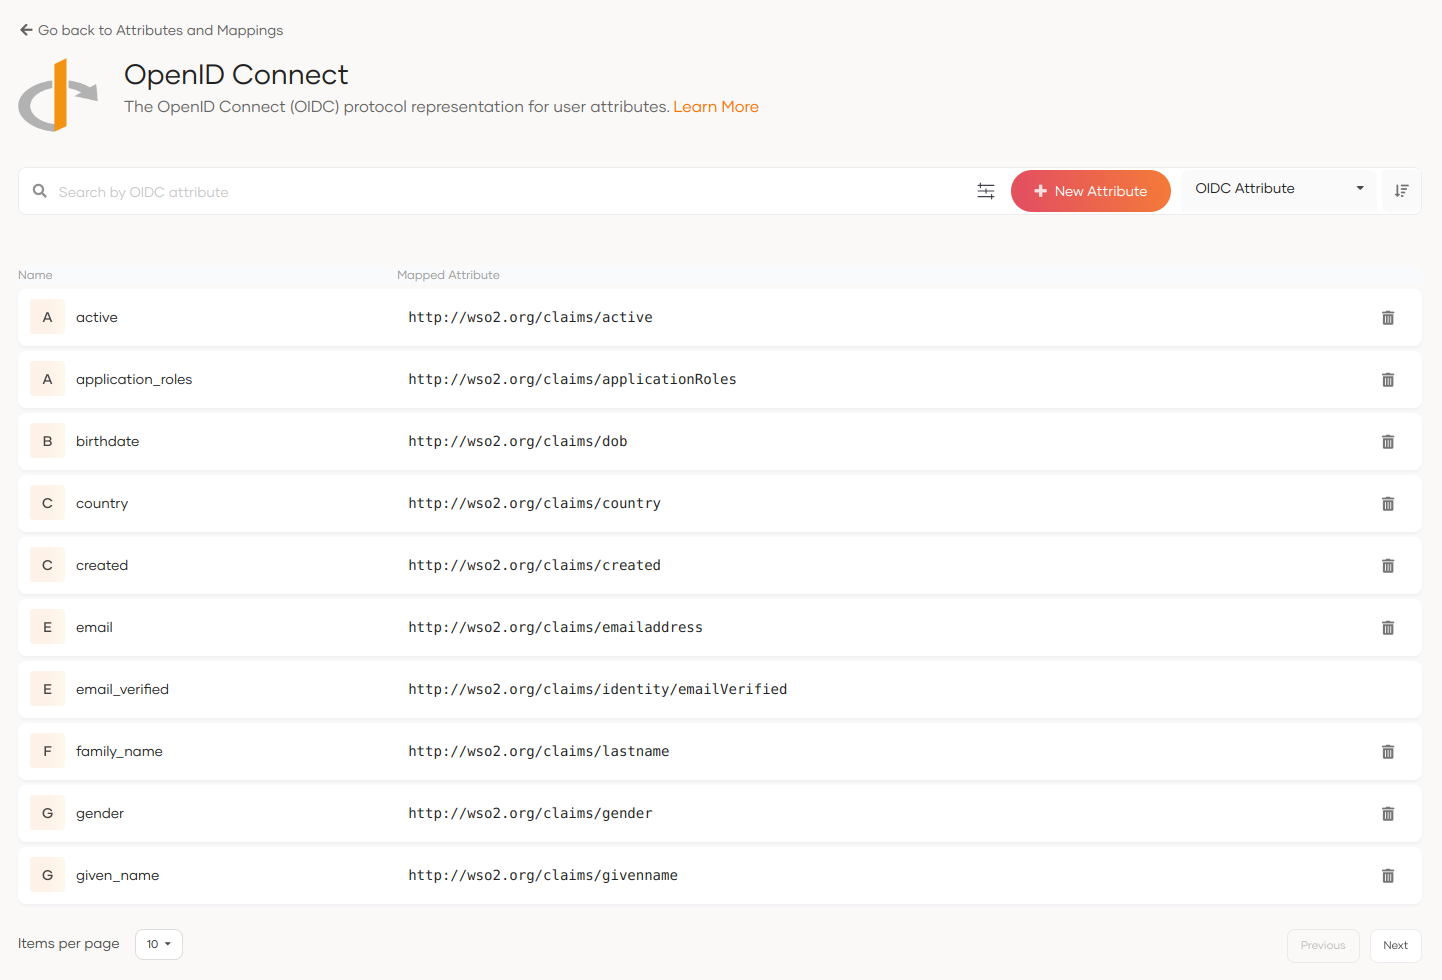 Go back to Attributes and Mappings
OpenID Connect
The OpenID Connect (OIDC) protocol representation for user attributes. Learn More
Search by OIDC attribute
New Attribute
OIDC Attribute
Name Mapped Attribute
A active http://wso2.org/claims/active
A application_roles http://wso2.org/claims/applicationRoles
B birthdate http://wso2.org/claims/dob
C country http://wso2.org/claims/country
C created http://wso2.org/claims/created
E email http://wso2.org/claims/emailaddress
E email_verified http://wso2.org/claims/identity/emailVerified
F family_name http://wso2.org/claims/lastname
G gender http://wso2.org/claims/gender
G given_name http://wso2.org/claims/givenname
Items per page 10 Previous Next